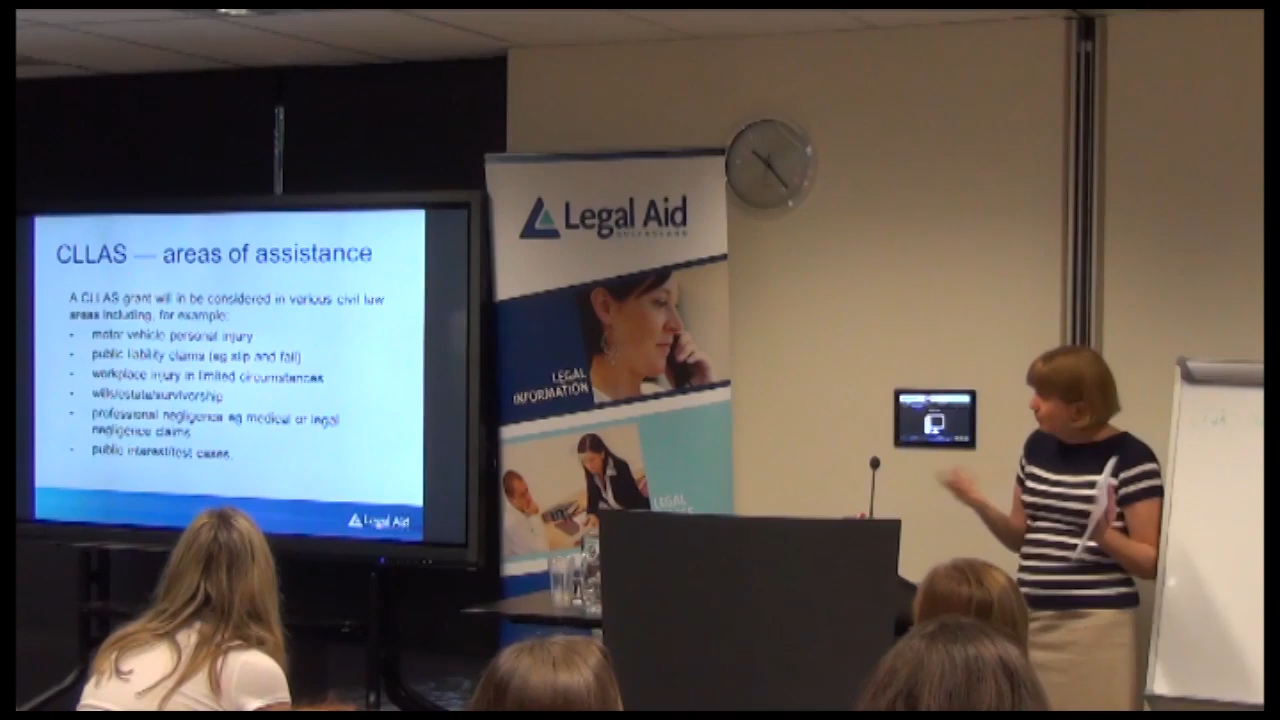 CLLAS — areas of assistance
A CLLAS grant will in be considered in various civil law
areas including, for example:
- motor vehicle personal injury
- public liability claims (eg slip and fall)
- workplace injury in limited circumstances
- wills/estate/survivorship
- professional negligence eg medical or legal
negligence claims
- public interest/test cases.
Legal Aid
Legal Aid
QUEENSLAND
LEGAL
INFORMATION
LEGAL